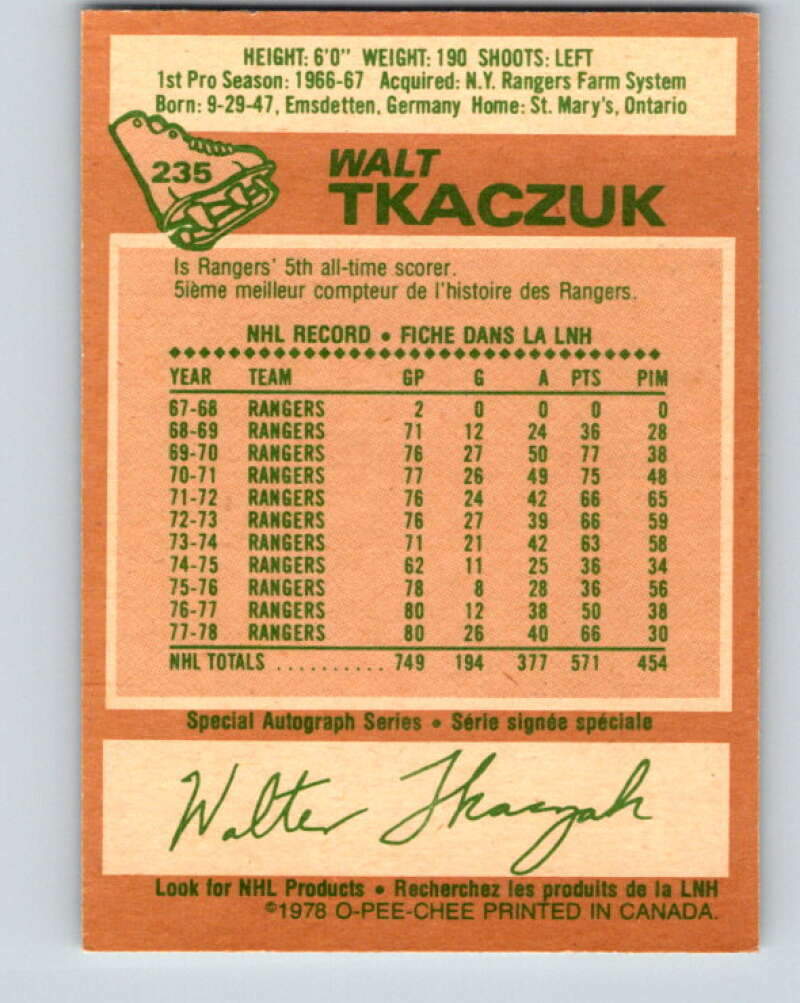 HEIGHT: 6'0" WEIGHT: 190 SHOOTS: LEFT
1st Pro Season: 1966-67 Acquired: N.Y. Rangers Farm System
Born: 9-29-47, Emsdetten, Germany Home: St. Mary's, Ontario
235
WALT
TKACZUK
Is Rangers' 5th all-time scorer.
5ième meilleur compteur de l'histoire des Rangers.
NHL RECORD • FICHE DANS LA LNH
YEAR TEAM GP G A PTS PIM
67-68 RANGERS 2 0 0 0 0
68-69 RANGERS 71 12 24 36 28
69-70 RANGERS 76 27 50 77 38
70-71 RANGERS 77 26 49 75 48
71-72 RANGERS 76 24 42 66 65
72-73 RANGERS 76 27 39 66 59
73-74 RANGERS 71 21 42 63 58
74-75 RANGERS 62 11 25 36 34
75-76 RANGERS 78 8 28 36 56
76-77 RANGERS 80 12 38 50 38
77-78 RANGERS 80 26 40 66 30
NHL TOTALS .......... 749 194 377 571 454
Special Autograph Series • Série signée spéciale
Walter Tkaczuk
Look for NHL Products • Recherchez les produits de la LNH
©1978 O-PEE-CHEE PRINTED IN CANADA.